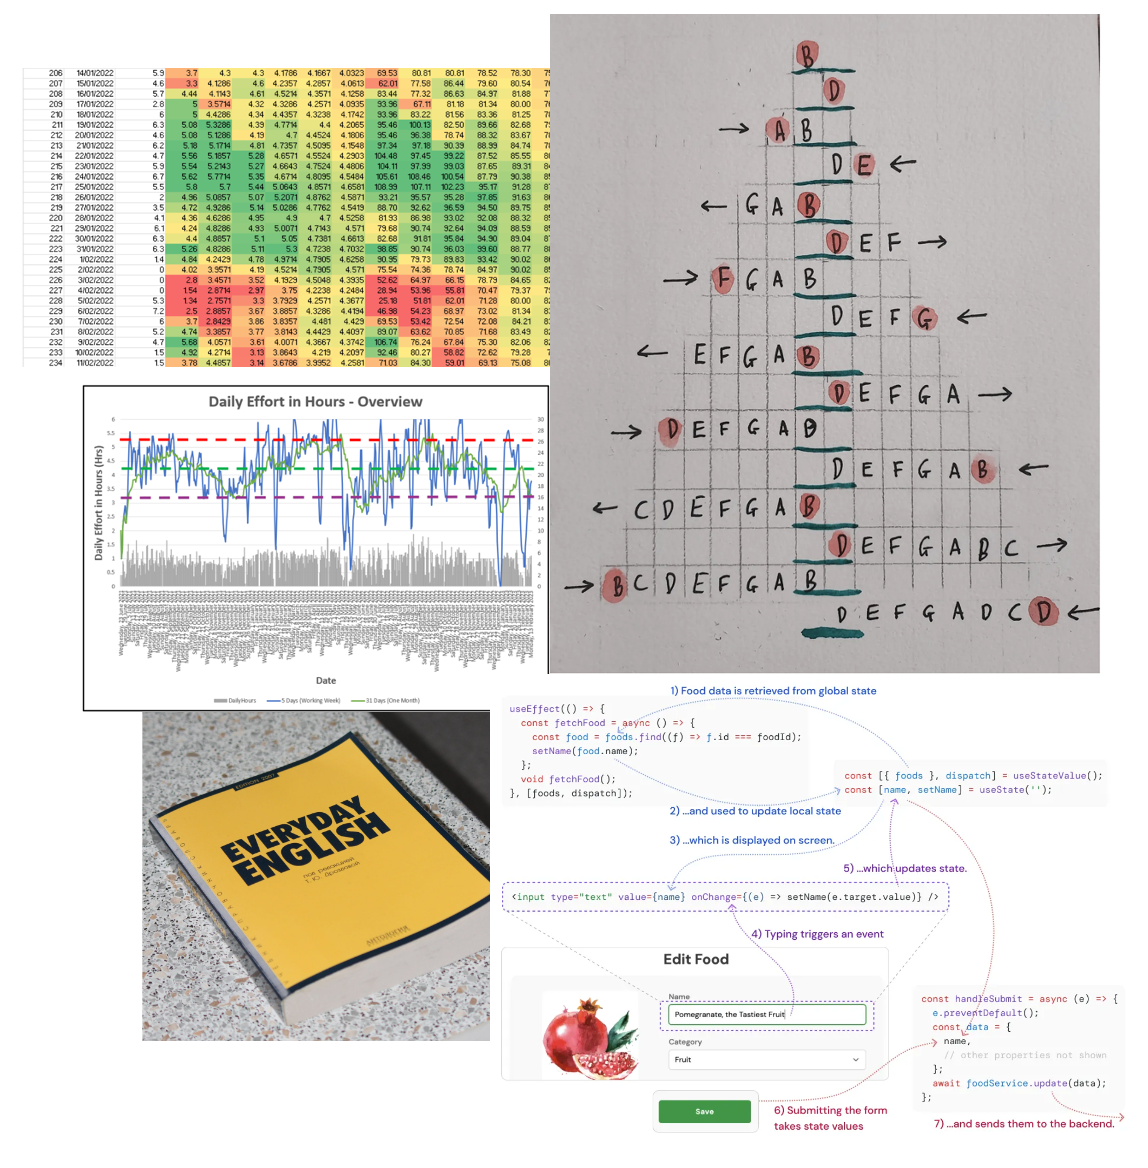 206 14/01/2022 5.9 3.7 4.3 4.3 4.1786 4.1667 4.0323 69.53 80.81 80.81 78.52 78.30
207 15/01/2022 4.6 3.3 4.1286 4.6 4.2357 4.2857 4.0613 62.01 77.58 86.44 79.60 80.54
208 16/01/2022 5.7 4.44 4.1143 4.61 4.5214 4.3571 4.1258 83.44 77.32 86.63 84.97 81.88
209 17/01/2022 2.8 5 3.5714 4.32 4.3286 4.2571 4.0935 93.96 67.11 81.18 81.34 80.00
210 18/01/2022 6 5 4.4286 4.34 4.4357 4.3238 4.1742 93.96 83.22 81.56 83.36 81.25
211 19/01/2022 6.3 5.08 5.3286 4.39 4.7714 4.4 4.2065 95.46 100.13 82.50 89.66 82.68
212 20/01/2022 4.6 5.08 5.1286 4.19 4.7 4.4524 4.1806 95.46 96.38 78.74 88.32 83.67
213 21/01/2022 6.2 5.18 5.1714 4.81 4.7357 4.5095 4.1548 97.34 97.18 90.39 88.99 84.74
214 22/01/2022 4.7 5.56 5.1857 5.28 4.6571 4.5524 4.2903 104.48 97.45 99.22 87.52 85.55
215 23/01/2022 5.9 5.54 5.2143 5.27 4.6643 4.7524 4.4806 104.11 97.99 99.03 87.65 89.31
216 24/01/2022 6.7 5.62 5.7714 5.35 4.6714 4.8095 4.5484 105.61 108.46 100.54 87.79 90.38
217 25/01/2022 5.5 5.8 5.7 5.44 5.0643 4.8571 4.6581 108.99 107.11 102.23 95.17 91.28
218 26/01/2022 2 4.96 5.0857 5.07 5.2071 4.8762 4.5871 93.21 95.57 95.28 97.85 91.63
219 27/01/2022 3.5 4.72 4.9286 5.14 5.0286 4.7762 4.5419 88.70 92.62 96.59 94.50 89.75
220 28/01/2022 4.1 4.36 4.6286 4.95 4.9 4.7 4.5258 81.93 86.98 93.02 92.08 88.32
221 29/01/2022 6.1 4.24 4.8286 4.93 5.0071 4.7143 4.571 79.68 90.74 92.64 94.09 88.59
222 30/01/2022 6.3 4.4 4.8857 5.1 5.05 4.7381 4.6613 82.68 91.81 95.84 94.90 89.04
223 31/01/2022 6.3 5.26 4.8286 5.11 5.3 4.7238 4.7032 98.85 90.74 96.03 99.60 88.77
224 1/02/2022 1.4 4.84 4.2429 4.78 4.9714 4.7905 4.6258 90.95 79.73 89.83 93.42 90.02
225 2/02/2022 0 4.02 3.9571 4.19 4.5214 4.7905 4.571 75.54 74.36 78.74 84.97 90.02
226 3/02/2022 0 2.8 3.4571 3.52 4.1929 4.5048 4.3935 52.62 64.97 66.15 78.79 84.65
227 4/02/2022 0 1.54 2.8714 2.97 3.75 4.2238 4.2484 28.94 53.96 55.81 70.47 79.37
228 5/02/2022 5.3 1.34 2.7571 3.3 3.7929 4.2571 4.3677 25.18 51.81 62.01 71.28 80.00
229 6/02/2022 7.2 2.5 2.8857 3.67 3.8857 4.3286 4.4194 46.98 54.23 68.97 73.02 81.34
230 7/02/2022 6 3.7 2.8429 3.86 3.8357 4.481 4.429 69.53 53.42 72.54 72.08 84.21
231 8/02/2022 5.2 4.74 3.3857 3.77 3.8143 4.4429 4.4097 89.07 63.62 70.85 71.68 83.49
232 9/02/2022 4.7 5.68 4.0571 3.61 4.0071 4.3667 4.3742 106.74 76.24 67.84 75.30 82.06
233 10/02/2022 1.5 4.92 4.2714 3.13 3.8643 4.219 4.2097 92.46 80.27 58.82 72.62 79.28
234 11/02/2022 1.5 3.78 4.4857 3.14 3.6786 3.9952 4.2581 71.03 84.30 59.01 69.13 75.08
B
D
A B
D E
G A B
D E F
F G A B
D E F G
E F G A B
D E F G A
D E F G A B
D E F G A B
C D E F G A B
D E F G A B C
B C D E F G A B
D E F G A D C D
Daily Effort in Hours - Overview
Daily Effort in Hours (Hrs)
6
5.5
5
4.5
4
3.5
3
2.5
2
1.5
1
0.5
0
30
28
26
24
22
20
18
16
14
12
10
8
6
4
2
0
Date
DailyHours 5 Days (Working Week) 31 Days (One Month)
EDITION 2007
EVERYDAY
ENGLISH
под редакцией
Т. Ю. Дроздовой
АНТОЛОГИЯ
1) Food data is retrieved from global state
useEffect(() => {
const fetchFood = async () => {
const food = foods.find((f) => f.id === foodId);
setName(food.name);
};
void fetchFood();
}, [foods, dispatch]);
const [{ foods }, dispatch] = useStateValue();
const [name, setName] = useState('');
2) ...and used to update local state
3) ...which is displayed on screen.
5) ...which updates state.
<input type="text" value={name} onChange={(e) => setName(e.target.value)} />
4) Typing triggers an event
Edit Food
Name
Pomegranate, the Tastiest Fruit
Category
Fruit
Save
const handleSubmit = async (e) => {
e.preventDefault();
const data = {
name,
// other properties not shown
};
await foodService.update(data);
};
6) Submitting the form
takes state values
7) ...and sends them to the backend.